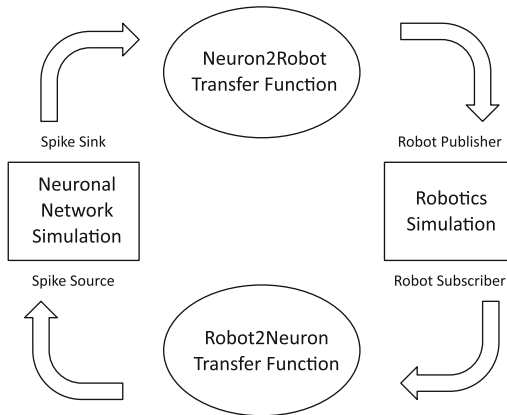 Neuron2Robot
Transfer Function
Spike Sink
Robot Publisher
Neuronal
Network
Simulation
Robotics
Simulation
Spike Source
Robot Subscriber
Robot2Neuron
Transfer Function